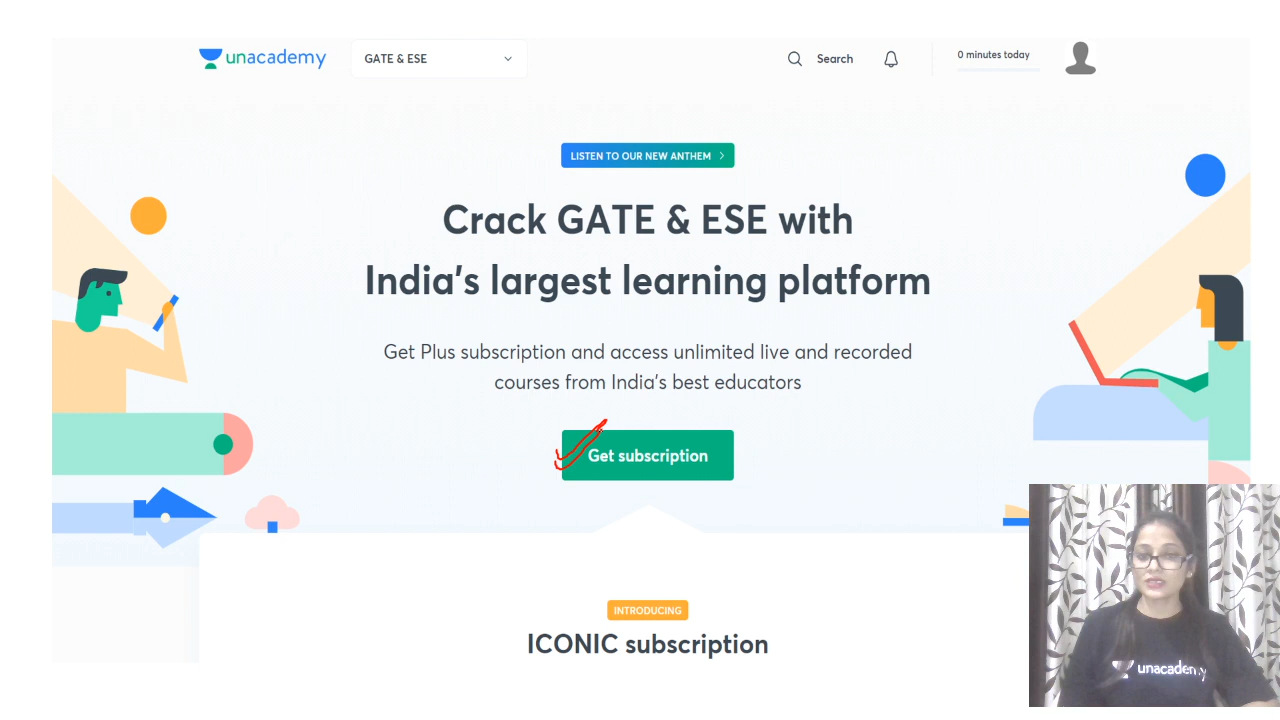 unacademy
GATE & ESE
Search
0 minutes today
LISTEN TO OUR NEW ANTHEM
Crack GATE & ESE with
India's largest learning platform
Get Plus subscription and access unlimited live and recorded
courses from India's best educators
Get subscription
INTRODUCING
ICONIC subscription
unacademy